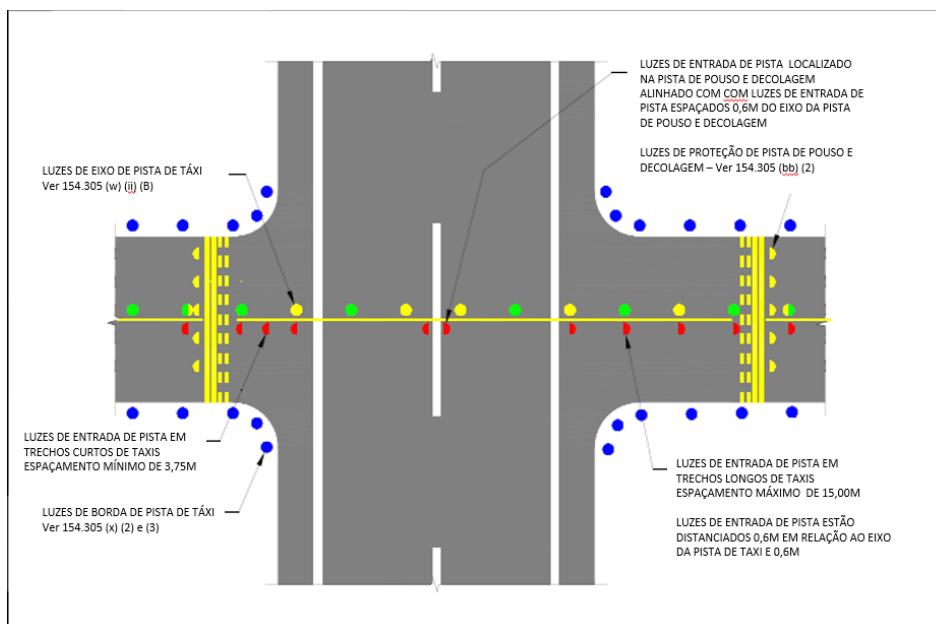 LUZES DE ENTRADA DE PISTA LOCALIZADO
NA PISTA DE POUSO E DECOLAGEM
ALINHADO COM COM LUZES DE ENTRADA DE
PISTA ESPAÇADOS 0,6M DO EIXO DA PISTA
DE POUSO E DECOLAGEM
LUZES DE PROTEÇÃO DE PISTA DE POUSO E
DECOLAGEM – Ver 154.305 (bb) (2)
LUZES DE EIXO DE PISTA DE TÁXI
Ver 154.305 (w) (ii) (B)
LUZES DE ENTRADA DE PISTA EM
TRECHOS CURTOS DE TAXIS
ESPAÇAMENTO MÍNIMO DE 3,75M
LUZES DE BORDA DE PISTA DE TÁXI
Ver 154.305 (x) (2) e (3)
LUZES DE ENTRADA DE PISTA EM
TRECHOS LONGOS DE TAXIS
ESPAÇAMENTO MÁXIMO DE 15,00M
LUZES DE ENTRADA DE PISTA ESTÃO
DISTANCIADOS 0,6M EM RELAÇÃO AO EIXO
DA PISTA DE TAXI E 0,6M